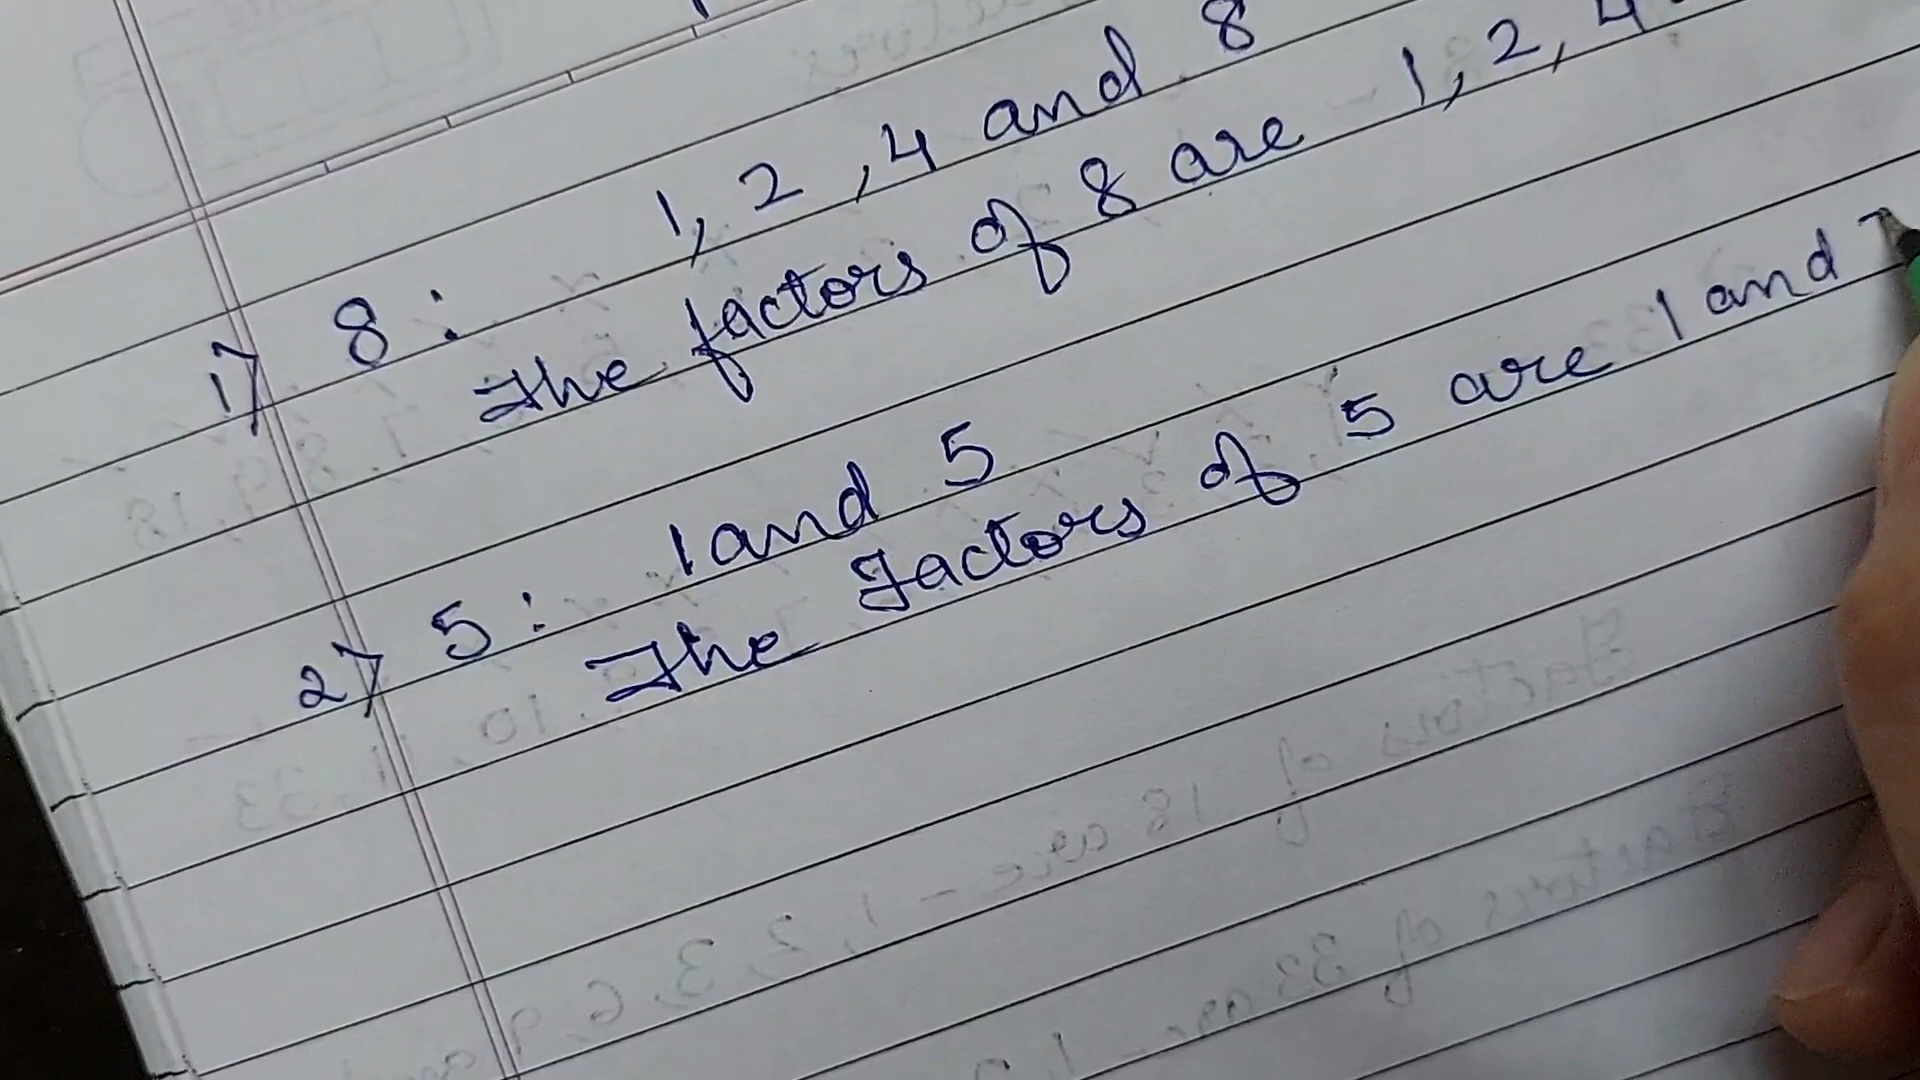 1) 8: 1, 2, 4 and 8
The factors of 8 are 1, 2, 4
2) 5: 1 and 5
The Factors of 5 are 1 and